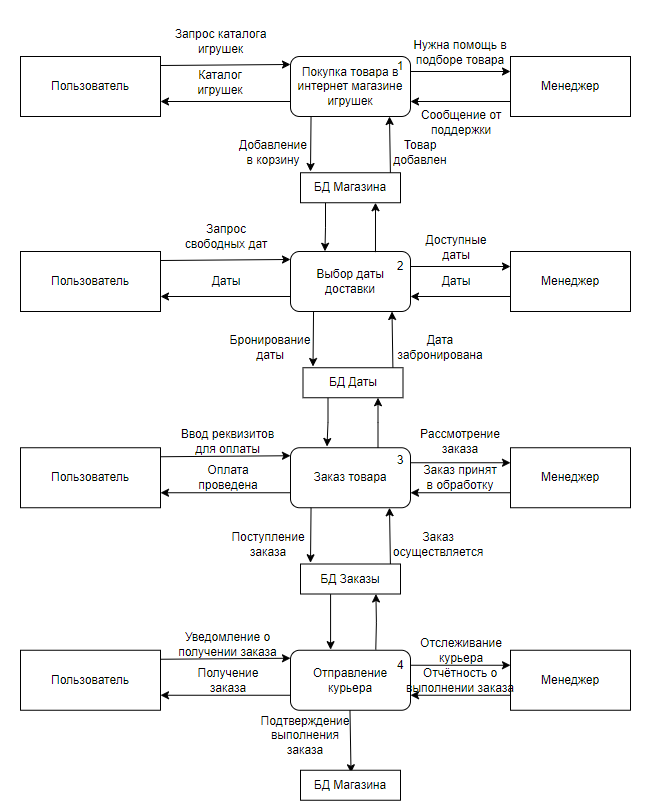 Запрос каталога
игрушек
Пользователь
Каталог
игрушек
1
Покупка товара в
интернет магазине
игрушек
Нужна помощь в
подборе товара
Менеджер
Сообщение от
поддержки
Добавление
в корзину
Товар
добавлен
БД Магазина
Запрос
свободных дат
Пользователь
Даты
2
Выбор даты
доставки
Доступные
даты
Даты
Менеджер
Бронирование
даты
Дата
забронирована
БД Даты
Ввод реквизитов
для оплаты
Пользователь
Оплата
проведена
3
Заказ товара
Рассмотрение
заказа
Заказ принят
в обработку
Менеджер
Поступление
заказа
Заказ
осуществляется
БД Заказы
Уведомление о
получении заказа
Пользователь
Получение
заказа
4
Отправление
курьера
Отслеживание
курьера
Отчётность о
выполнении заказа
Менеджер
Подтверждение
выполнения
заказа
БД Магазина